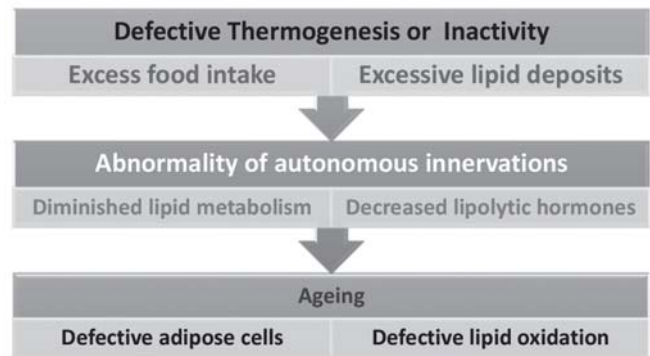 Defective Thermogenesis or Inactivity
Excess food intake
Excessive lipid deposits
Abnormality of autonomous innervations
Diminished lipid metabolism
Decreased lipolytic hormones
Ageing
Defective adipose cells
Defective lipid oxidation